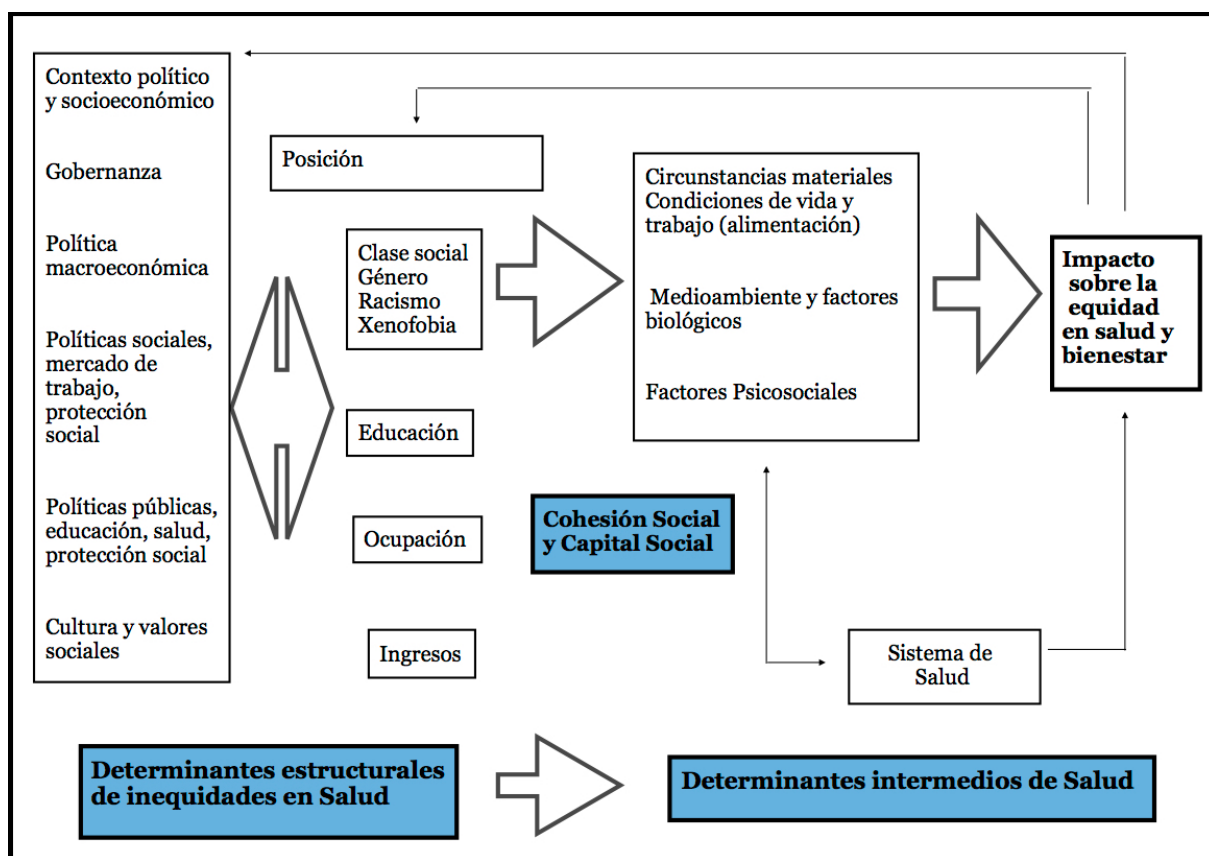 Contexto político
y socioeconómico
Gobernanza
Política
macroeconómica
Políticas sociales,
mercado de
trabajo,
protección
social
Políticas públicas,
educación, salud,
protección social
Cultura y valores
sociales
Posición
Clase social
Género
Racismo
Xenofobia
Educación
Ocupación
Ingresos
Cohesión Social
y Capital Social
Circunstancias materiales
Condiciones de vida y
trabajo (alimentación)
Medioambiente y factores
biológicos
Factores Psicosociales
Impacto
sobre la
equidad
en salud y
bienestar
Sistema de
Salud
Determinantes estructurales
de inequidades en Salud
Determinantes intermedios de Salud